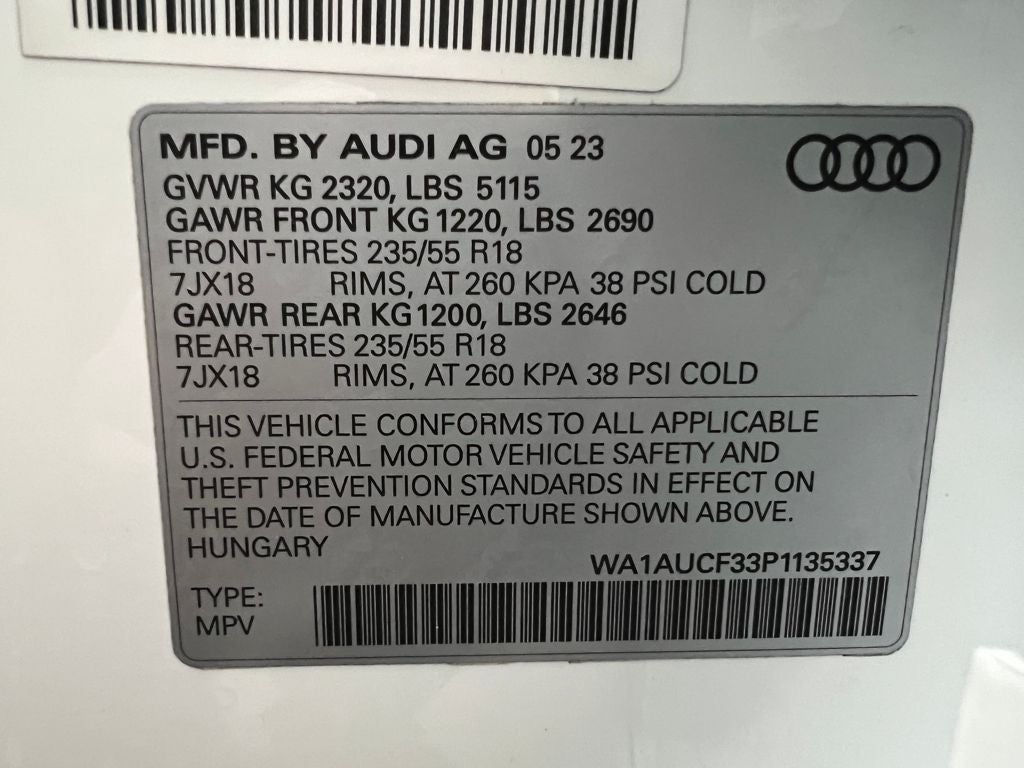 MFD. BY AUDI AG 05 23
GVWR KG 2320, LBS 5115
GAWR FRONT KG 1220, LBS 2690
FRONT-TIRES 235/55 R18
7JX18 RIMS, AT 260 KPA 38 PSI COLD
GAWR REAR KG 1200, LBS 2646
REAR-TIRES 235/55 R18
7JX18 RIMS, AT 260 KPA 38 PSI COLD
THIS VEHICLE CONFORMS TO ALL APPLICABLE
U.S. FEDERAL MOTOR VEHICLE SAFETY AND
THEFT PREVENTION STANDARDS IN EFFECT ON
THE DATE OF MANUFACTURE SHOWN ABOVE.
HUNGARY
WA1AUCF33P1135337
TYPE:
MPV